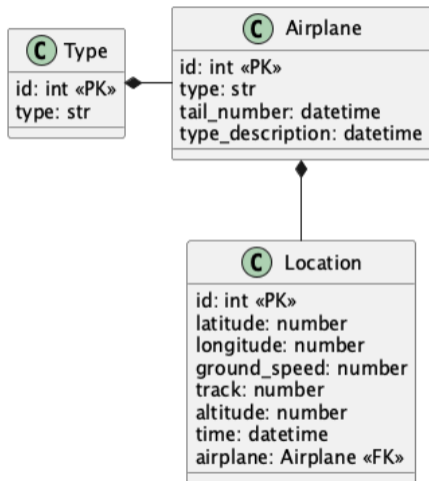 C Type
id: int «PK»
type: str
C Airplane
id: int «PK»
type: str
tail_number: datetime
type_description: datetime
C Location
id: int «PK»
latitude: number
longitude: number
ground_speed: number
track: number
altitude: number
time: datetime
airplane: Airplane «FK»